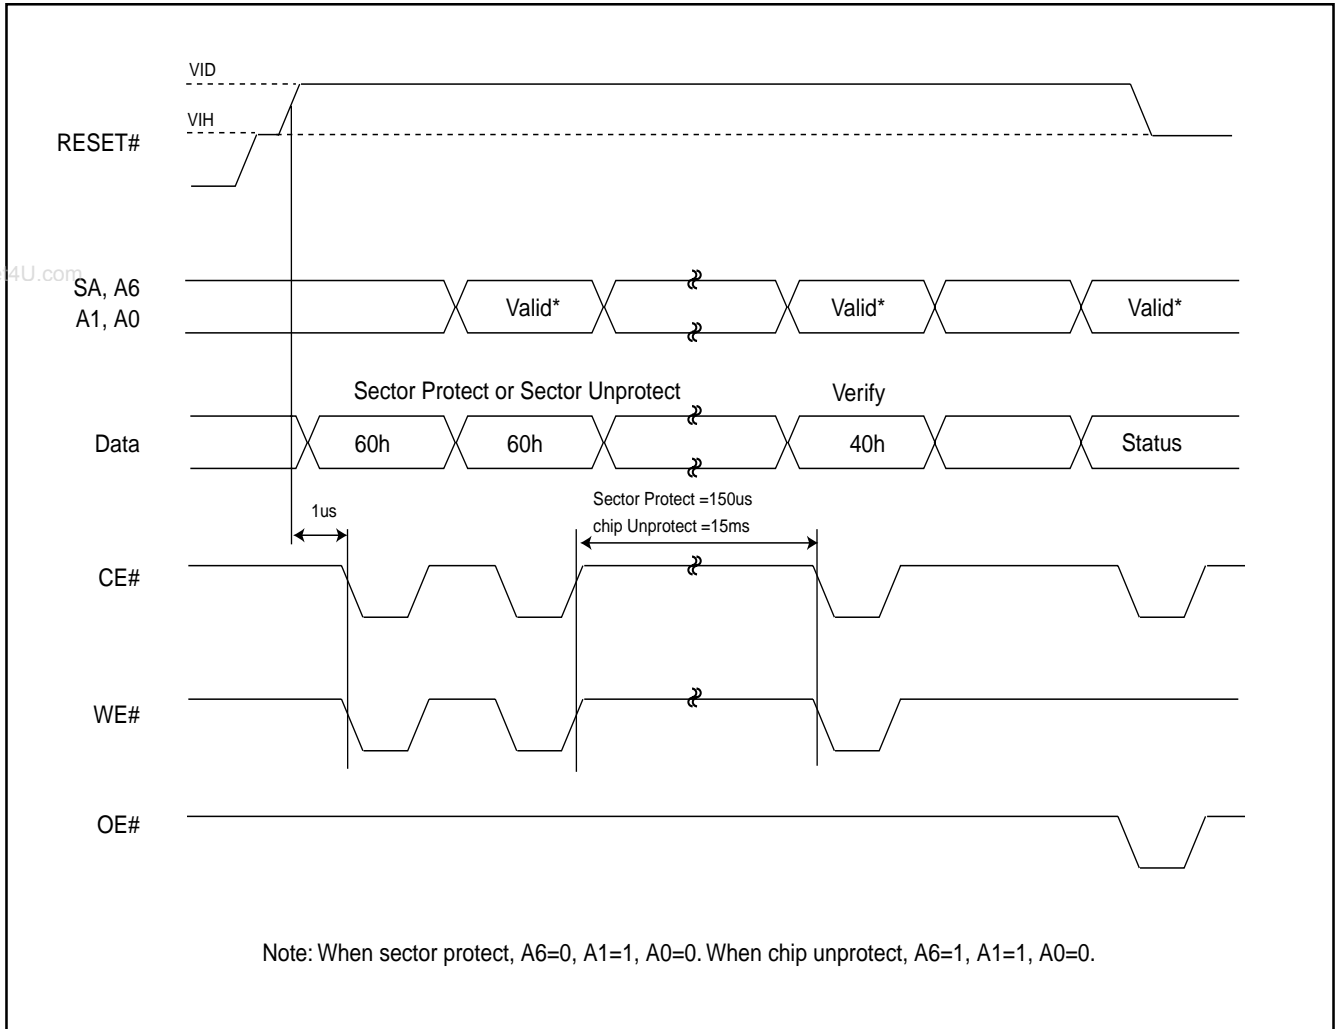 VID
VIH
RESET#
et4U.com
SA, A6
A1, A0
Valid*
Valid*
Valid*
Sector Protect or Sector Unprotect
Verify
Data
60h
60h
40h
Status
Sector Protect =150us
chip Unprotect =15ms
1us
CE#
WE#
OE#
Note: When sector protect, A6=0, A1=1, A0=0. When chip unprotect, A6=1, A1=1, A0=0.